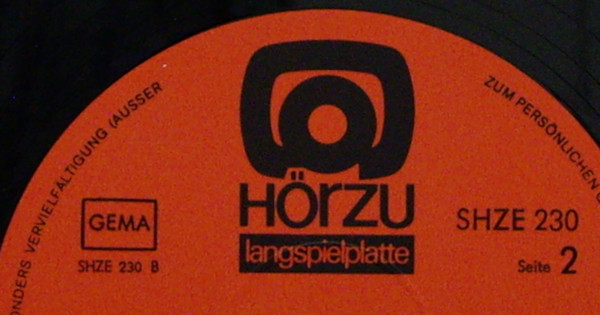 ONDERS VERVIELFÄLTIGUNG (AUSSER
ZUM PERSÖNLICHEN
HÖRZU
langspielplatte
GEMA
SHZE 230 B
SHZE 230
Seite 2